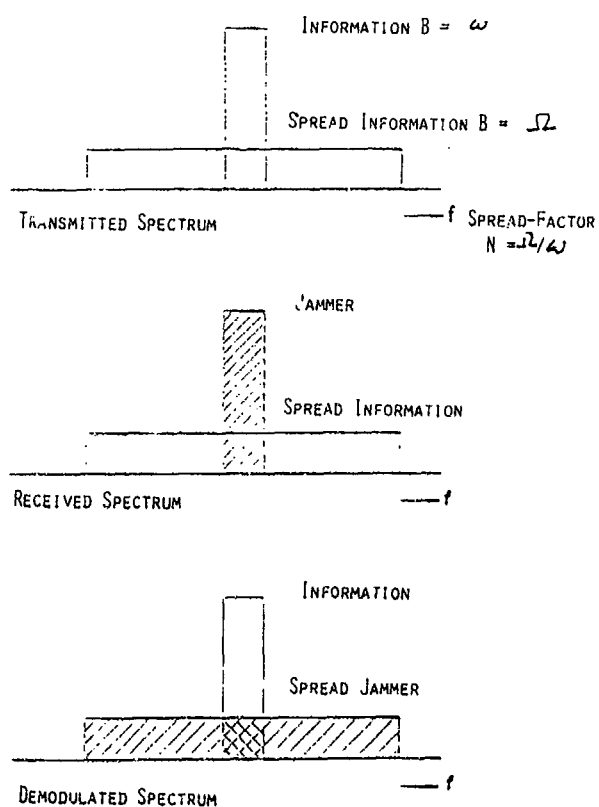 INFORMATION B = ω
SPREAD INFORMATION B = Ω
TRANSMITTED SPECTRUM
f
SPREAD-FACTOR
N = Ω/ω
JAMMER
SPREAD INFORMATION
RECEIVED SPECTRUM
f
INFORMATION
SPREAD JAMMER
DEMODULATED SPECTRUM
f